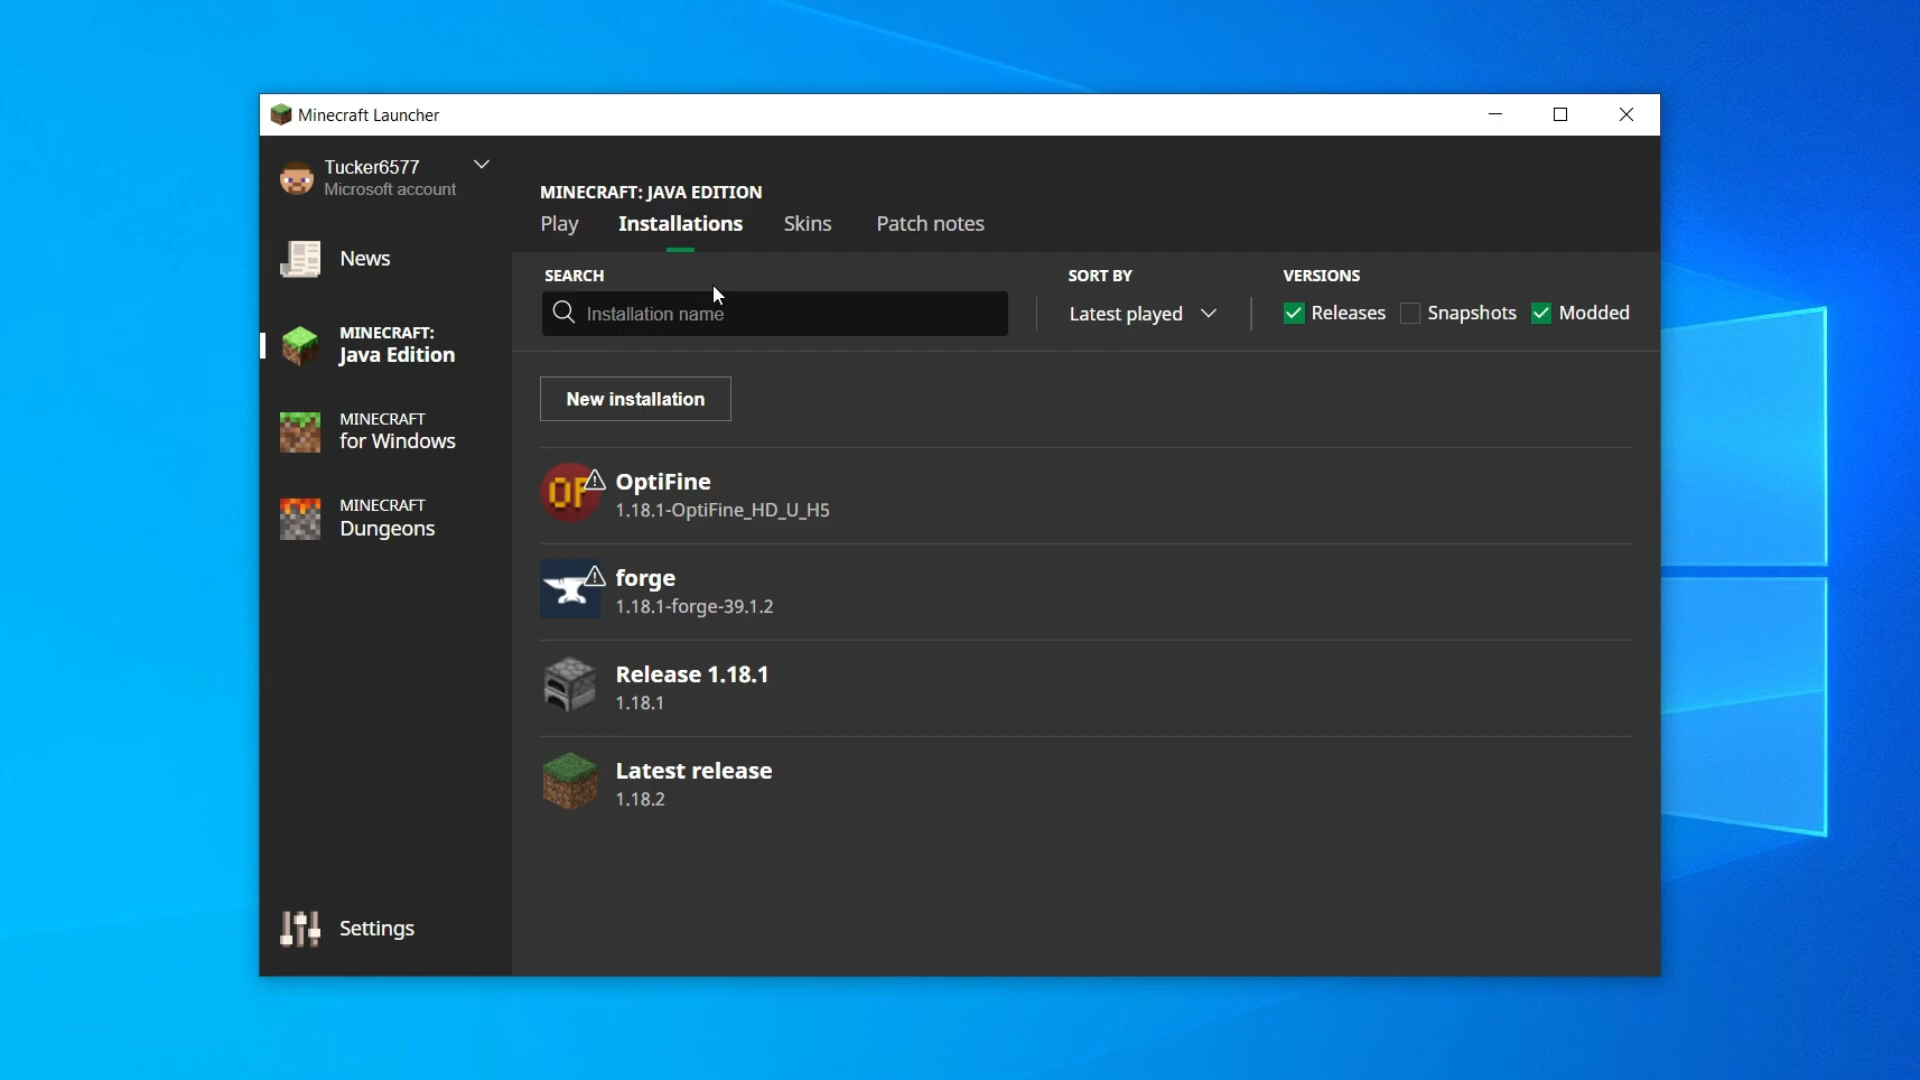 Minecraft Launcher
Tucker6577
Microsoft account
News
MINECRAFT:
Java Edition
MINECRAFT
for Windows
MINECRAFT
Dungeons
Settings
MINECRAFT: JAVA EDITION
Play Installations Skins Patch notes
SEARCH SORT BY VERSIONS
Installation name Latest played Releases Snapshots Modded
New installation
OF OptiFine
1.18.1-OptiFine_HD_U_H5
forge
1.18.1-forge-39.1.2
Release 1.18.1
1.18.1
Latest release
1.18.2